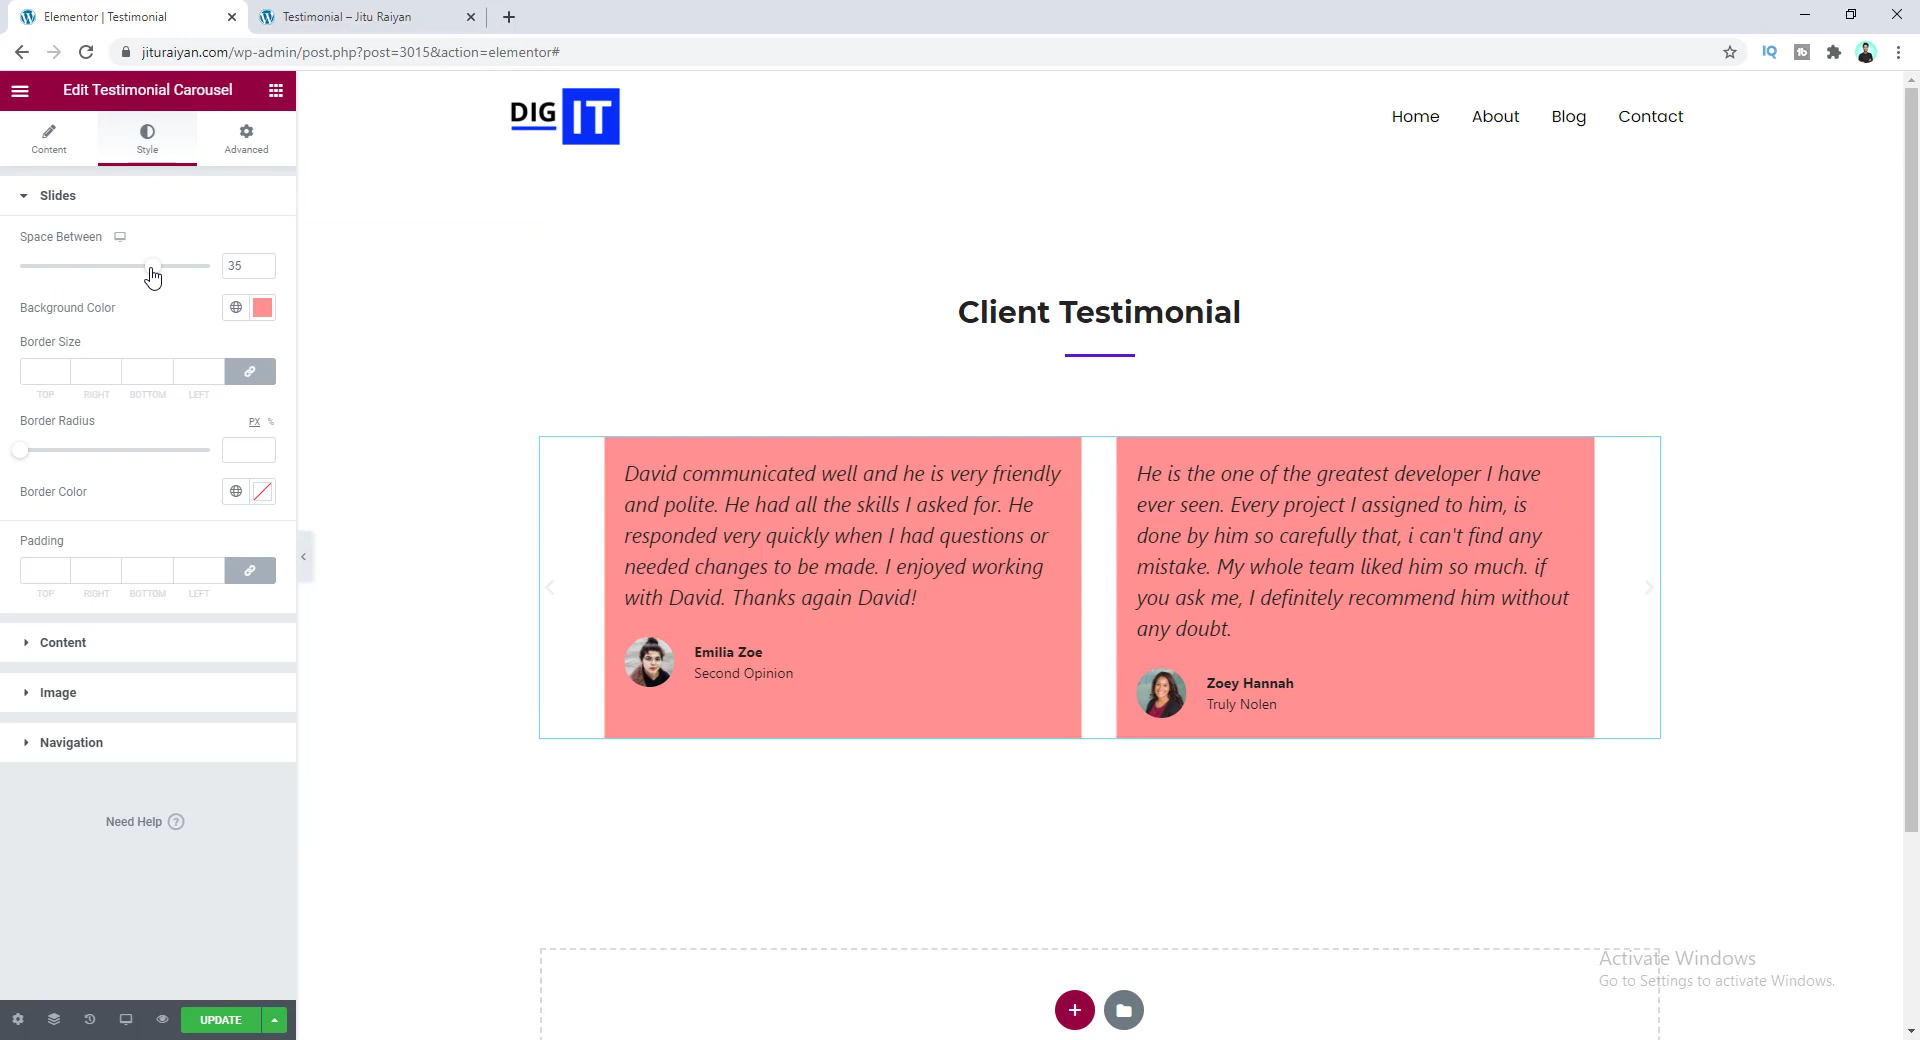 Elementor | Testimonial
Testimonial – Jitu Raiyan
jituraiyan.com/wp-admin/post.php?post=3015&action=elementor#
IQ
Edit Testimonial Carousel
Content
Style
Advanced
Slides
Space Between
35
Background Color
Border Size
TOP RIGHT BOTTOM LEFT
Border Radius
PX %
Border Color
Padding
TOP RIGHT BOTTOM LEFT
Content
Image
Navigation
Need Help ?
UPDATE
DIG IT
Home About Blog Contact
Client Testimonial
David communicated well and he is very friendly
and polite. He had all the skills I asked for. He
responded very quickly when I had questions or
needed changes to be made. I enjoyed working
with David. Thanks again David!
Emilia Zoe
Second Opinion
He is the one of the greatest developer I have
ever seen. Every project I assigned to him, is
done by him so carefully that, i can't find any
mistake. My whole team liked him so much. if
you ask me, I definitely recommend him without
any doubt.
Zoey Hannah
Truly Nolen
Activate Windows
Go to Settings to activate Windows.